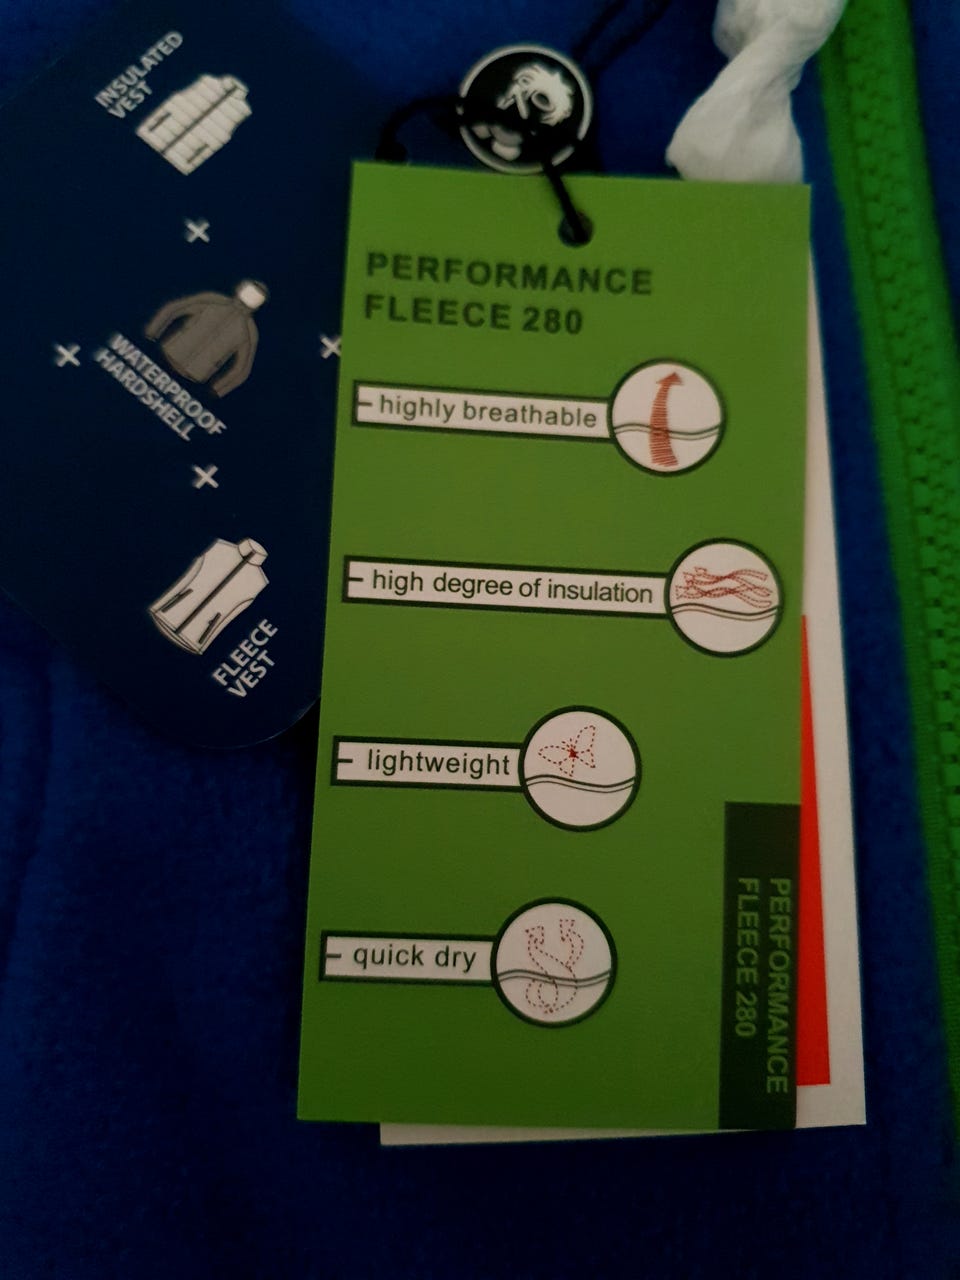 INSULATED
VEST
WATERPROOF
HARDSHELL
FLEECE
VEST
70
PERFORMANCE
FLEECE 280
highly breathable
high degree of insulation
lightweight
quick dry
PERFORMANCE
FLEECE 280